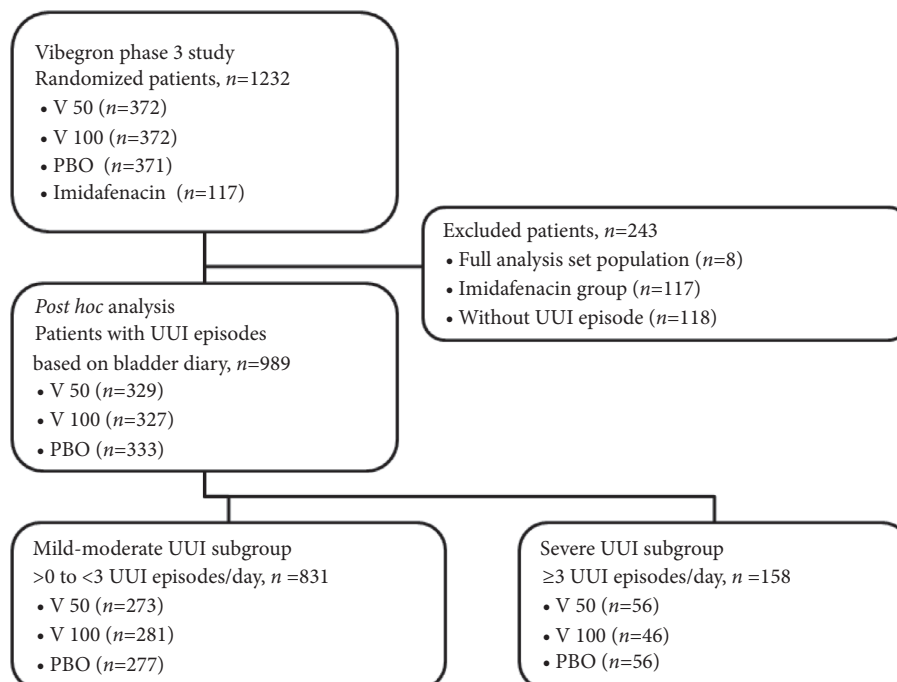 Vibegron phase 3 study
Randomized patients, n=1232
• V 50 (n=372)
• V 100 (n=372)
• PBO (n=371)
• Imidafenacin (n=117)
Excluded patients, n=243
• Full analysis set population (n=8)
• Imidafenacin group (n=117)
• Without UUI episode (n=118)
Post hoc analysis
Patients with UUI episodes
based on bladder diary, n=989
• V 50 (n=329)
• V 100 (n=327)
• PBO (n=333)
Mild-moderate UUI subgroup
>0 to <3 UUI episodes/day, n =831
• V 50 (n=273)
• V 100 (n=281)
• PBO (n=277)
Severe UUI subgroup
≥3 UUI episodes/day, n =158
• V 50 (n=56)
• V 100 (n=46)
• PBO (n=56)